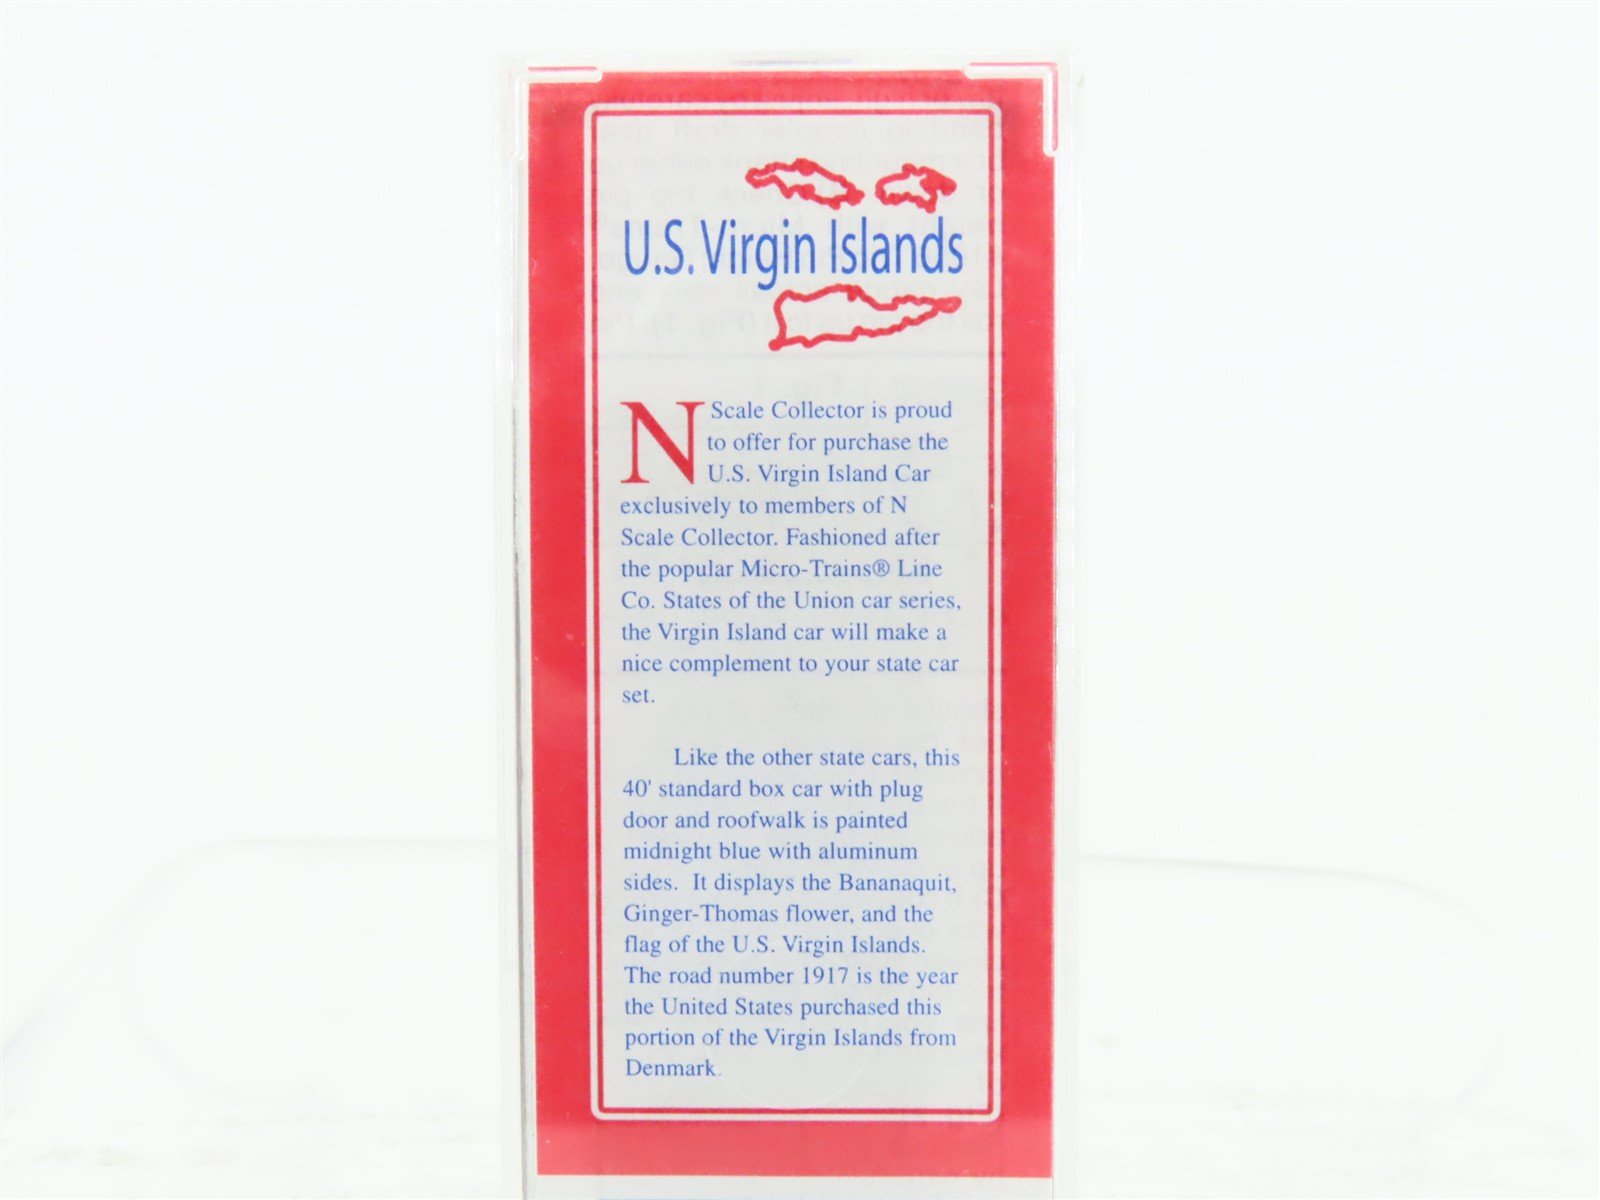 U.S. Virgin Islands
N Scale Collector is proud
to offer for purchase the
U.S. Virgin Island Car
exclusively to members of N
Scale Collector. Fashioned after
the popular Micro-Trains® Line
Co. States of the Union car series,
the Virgin Island car will make a
nice complement to your state car
set.
Like the other state cars, this
40' standard box car with plug
door and roofwalk is painted
midnight blue with aluminum
sides. It displays the Bananaquit,
Ginger-Thomas flower, and the
flag of the U.S. Virgin Islands.
The road number 1917 is the year
the United States purchased this
portion of the Virgin Islands from
Denmark.